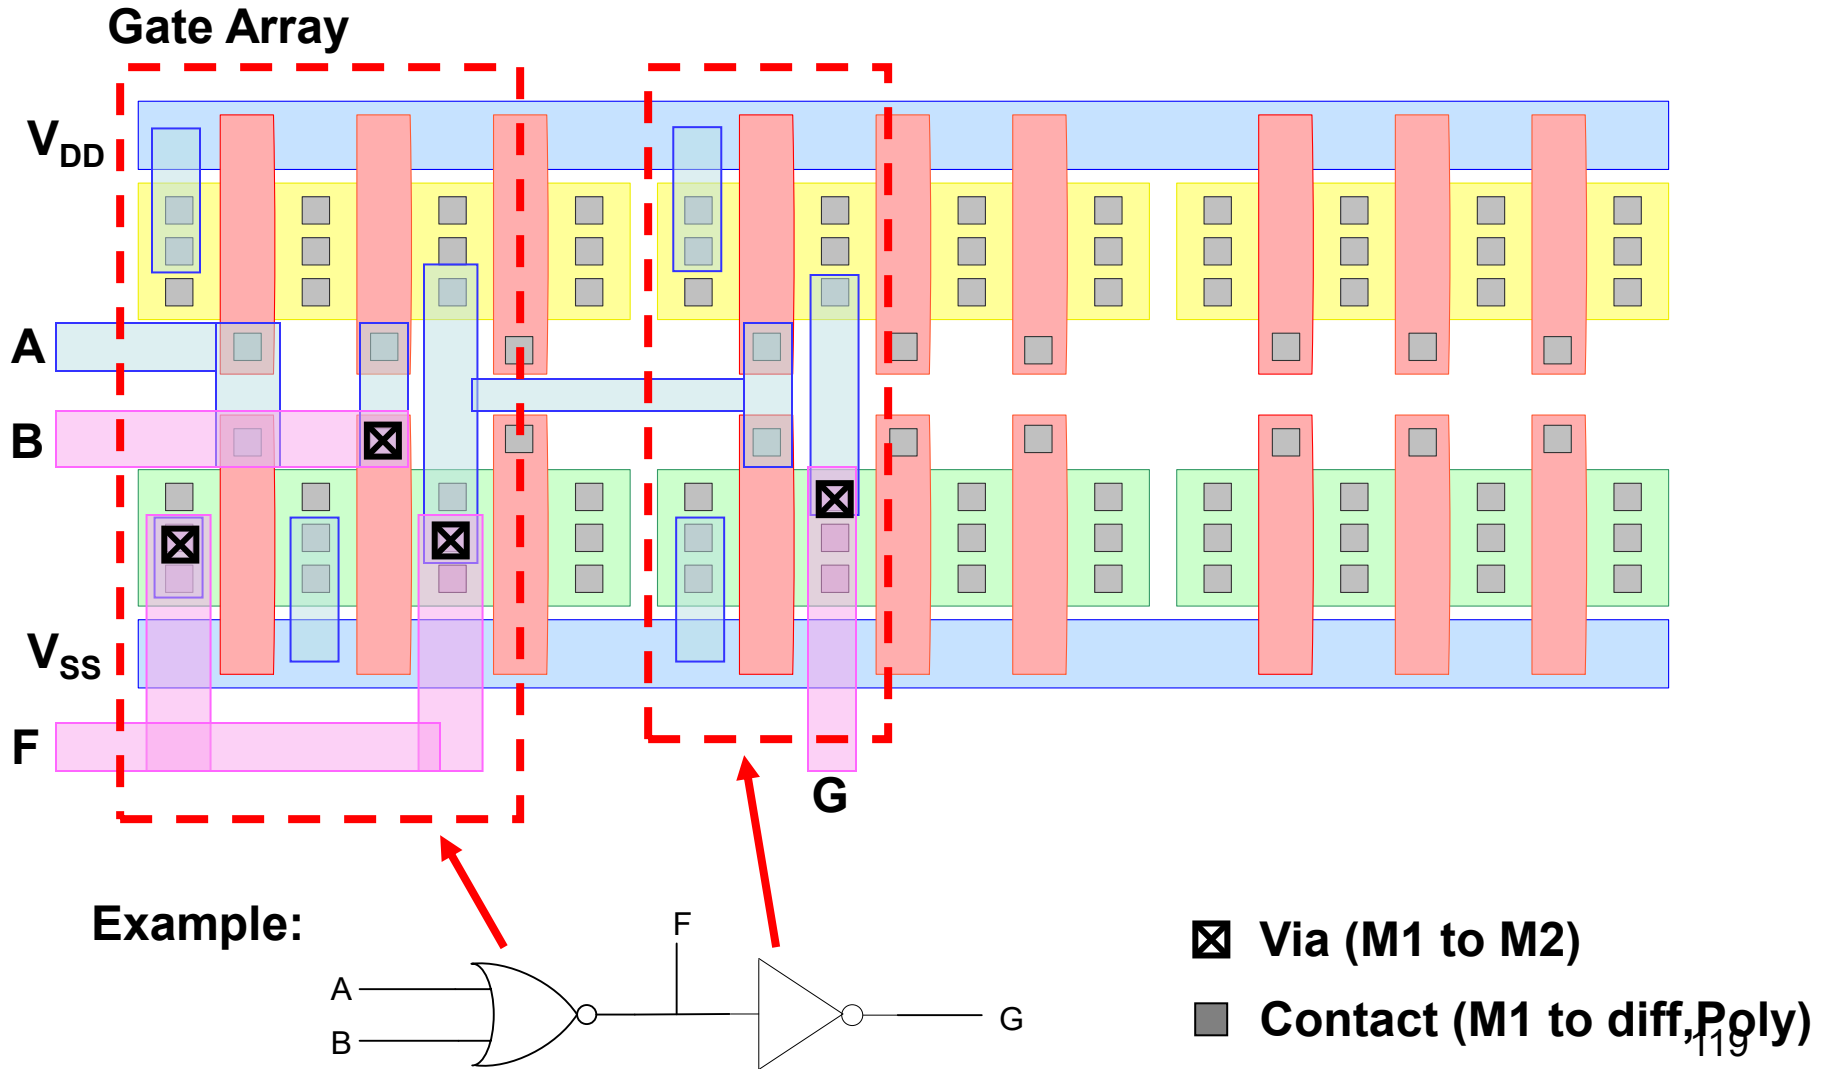 Gate Array
VDD
A
B
VSS
F
G
Example:
F
A
B
G
Via (M1 to M2)
Contact (M1 to diff,Poly)
119